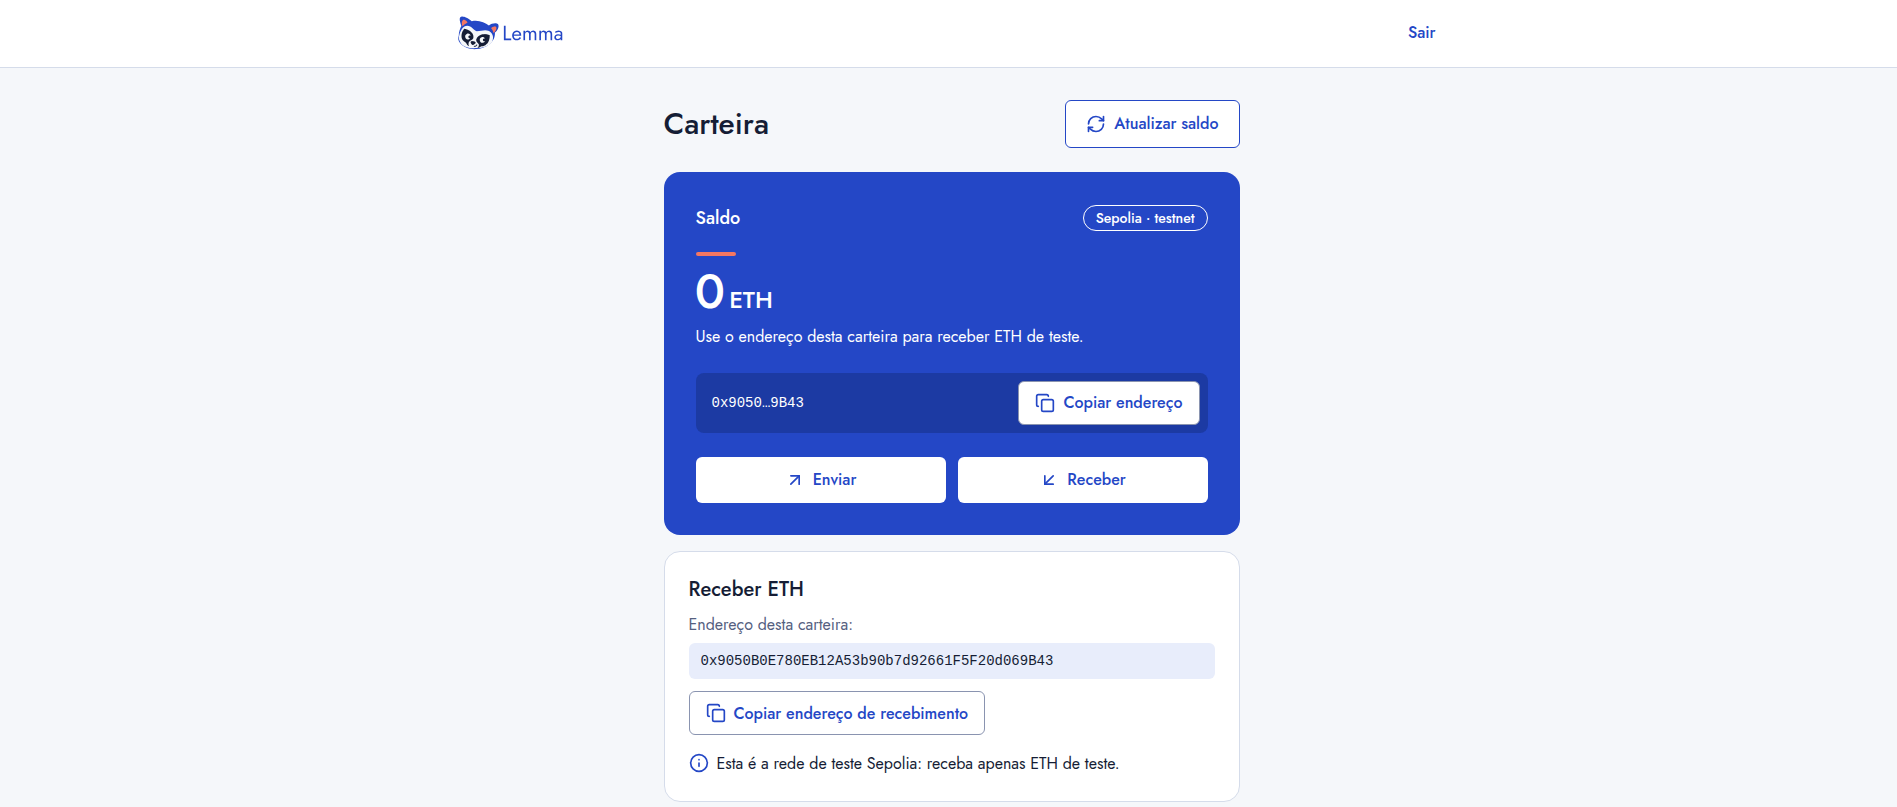 Lemma
Sair
Carteira
Atualizar saldo
Saldo
Sepolia · testnet
0 ETH
Use o endereço desta carteira para receber ETH de teste.
0x9050…9B43
Copiar endereço
Enviar
Receber
Receber ETH
Endereço desta carteira:
0x9050B0E780EB12A53b90b7d92661F5F20d069B43
Copiar endereço de recebimento
Esta é a rede de teste Sepolia: receba apenas ETH de teste.